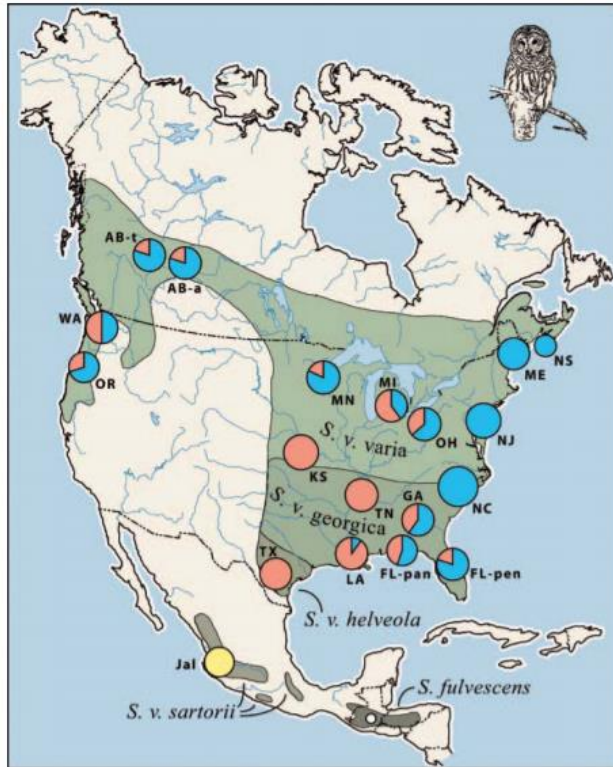 AB-t
AB-a
WA
OR
NS
ME
MN
MI
OH
NJ
S. v. varia
KS
NC
GA
TN
S. v. georgica
TX
LA
FL-pan
FL-pen
S. v. helveola
Jal
S. fulvescens
S. v. sartorii